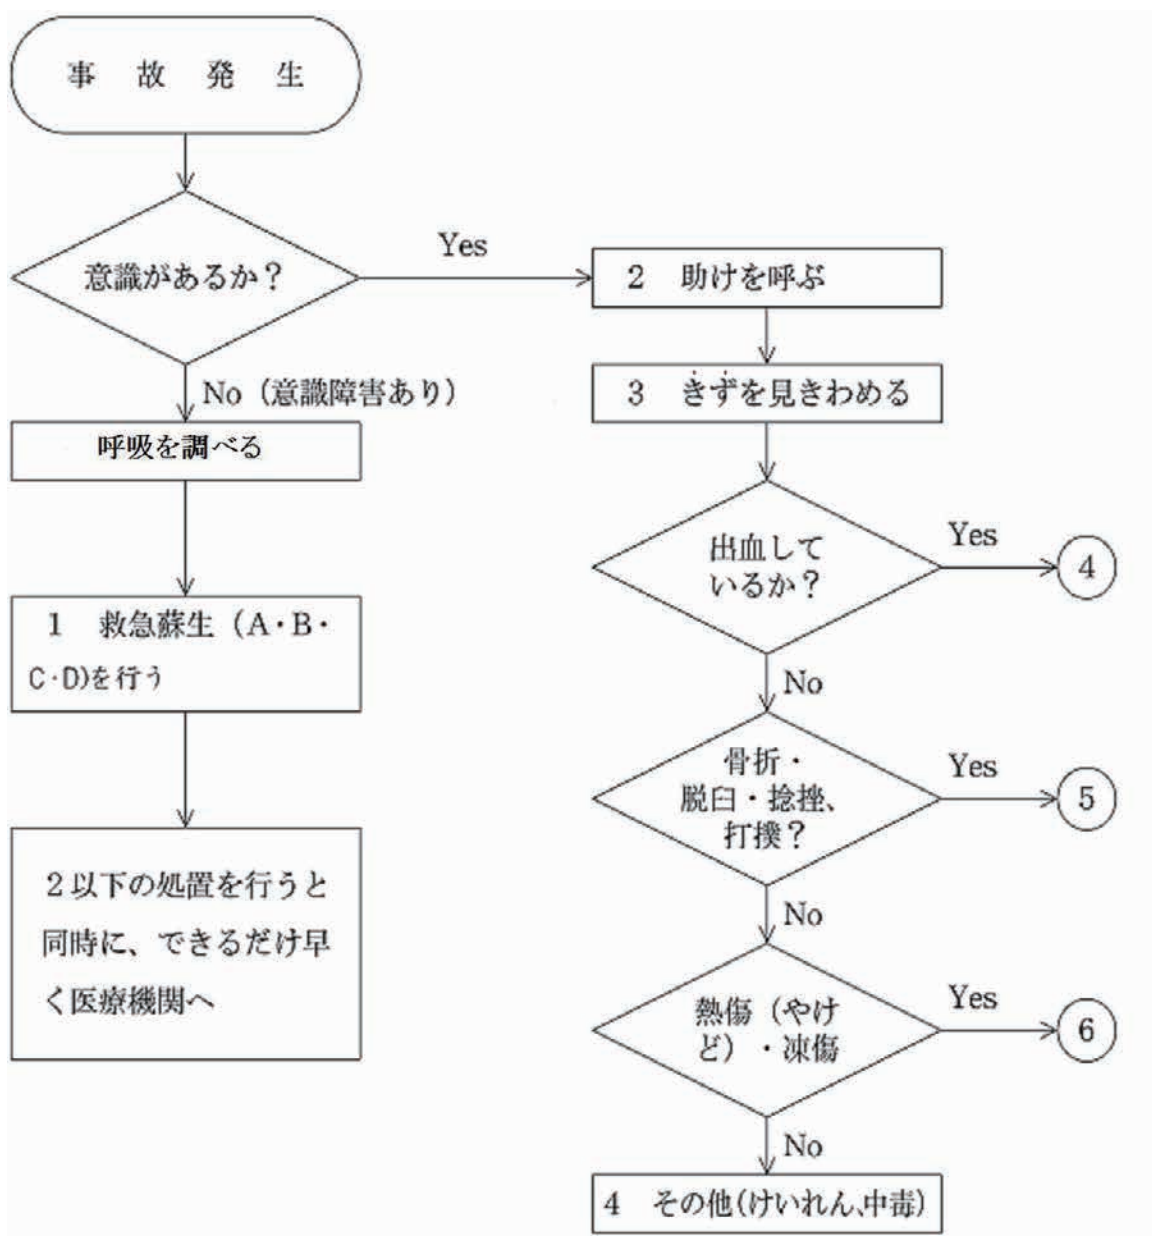 事 故 発 生
意識があるか？
Yes
No（意識障害あり）
呼吸を調べる
1 救急蘇生（A・B・
C・D)を行う
2以下の処置を行うと
同時に、できるだけ早
く医療機関へ
2 助けを呼ぶ
3 きずを見きわめる
出血して
いるか？
Yes
④
No
骨折・
脱臼・捻挫、
打撲？
Yes
⑤
No
熱傷（やけ
ど）・凍傷
Yes
⑥
No
4 その他(けいれん、中毒)